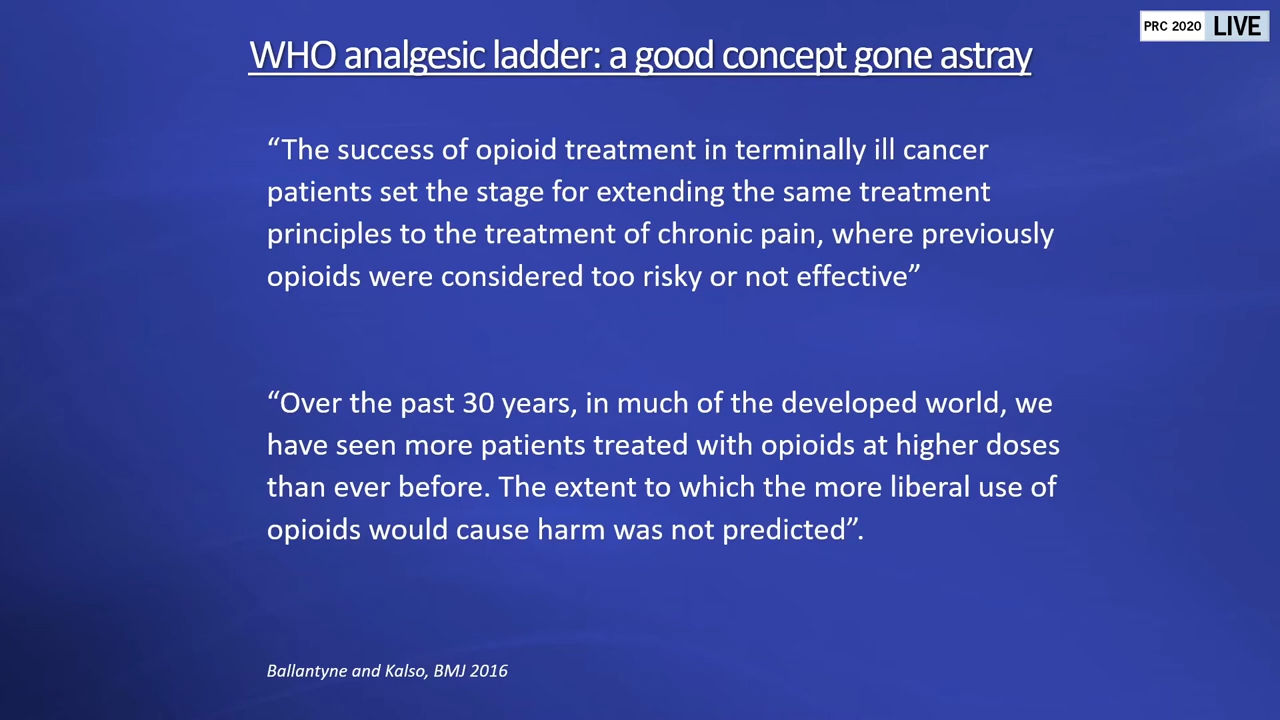 PRC 2020 LIVE
WHO analgesic ladder: a good concept gone astray
“The success of opioid treatment in terminally ill cancer
patients set the stage for extending the same treatment
principles to the treatment of chronic pain, where previously
opioids were considered too risky or not effective”
“Over the past 30 years, in much of the developed world, we
have seen more patients treated with opioids at higher doses
than ever before. The extent to which the more liberal use of
opioids would cause harm was not predicted”.
Ballantyne and Kalso, BMJ 2016